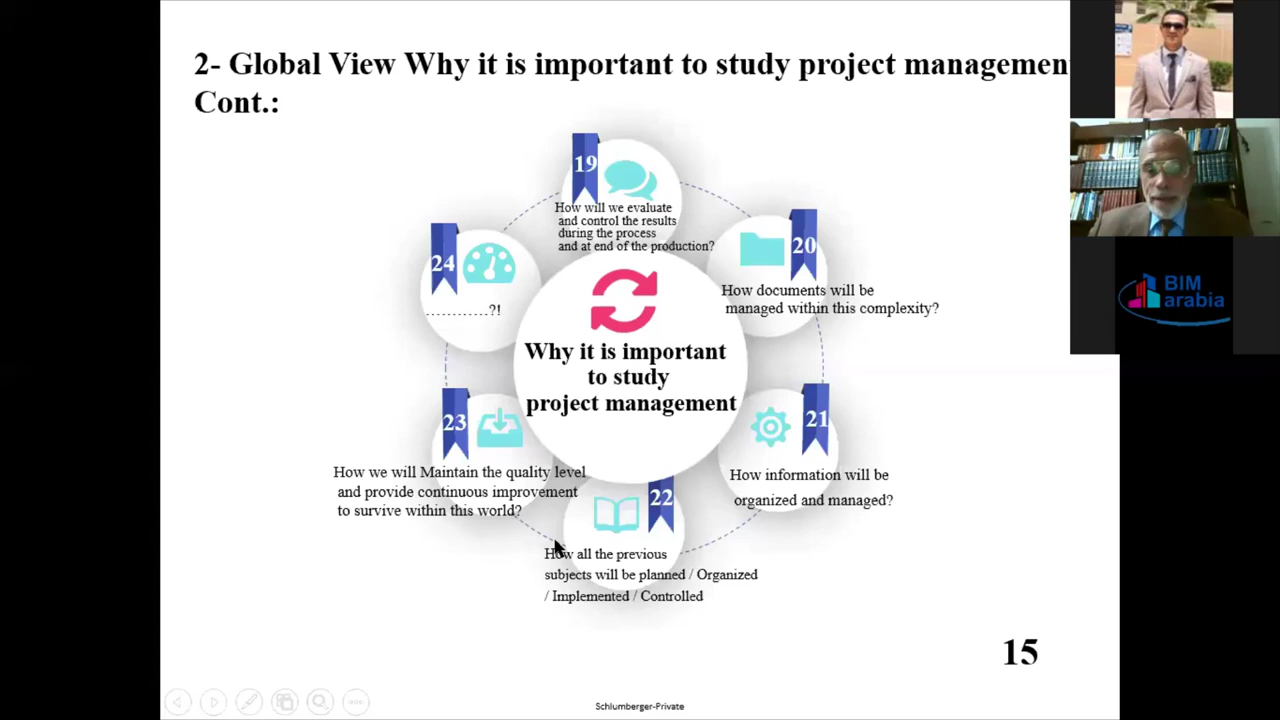 2- Global View Why it is important to study project managemen
Cont.:
19
How will we evaluate
and control the results
during the process
and at end of the production?
20
How documents will be
managed within this complexity?
21
How information will be
organized and managed?
22
How all the previous
subjects will be planned / Organized
/ Implemented / Controlled
23
How we will Maintain the quality level
and provide continuous improvement
to survive within this world?
24
............?!
Why it is important
to study
project management
15
Schlumberger-Private
BIM
arabia